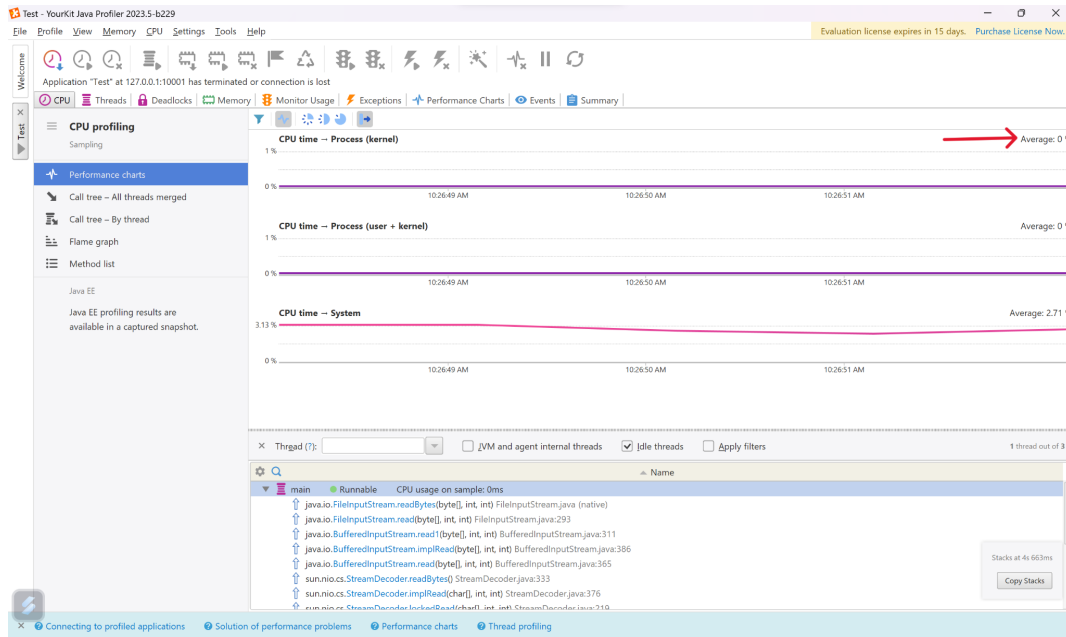 Test - YourKit Java Profiler 2023.5-b229
File Profile View Memory CPU Settings Tools Help
Evaluation license expires in 15 days. Purchase License Now.
Welcome
Application "Test" at 127.0.0.1:10001 has terminated or connection is lost
CPU Threads Deadlocks Memory Monitor Usage Exceptions Performance Charts Events Summary
Test
CPU profiling
Sampling
Performance charts
Call tree – All threads merged
Call tree – By thread
Flame graph
Method list
Java EE
Java EE profiling results are
available in a captured snapshot.
CPU time → Process (kernel) Average: 0 %
1 %
0 %
10:26:49 AM 10:26:50 AM 10:26:51 AM
CPU time → Process (user + kernel) Average: 0 %
1 %
0 %
10:26:49 AM 10:26:50 AM 10:26:51 AM
CPU time → System Average: 2.71 %
3.13 %
0 %
10:26:49 AM 10:26:50 AM 10:26:51 AM
Thread (?): JVM and agent internal threads Idle threads Apply filters 1 thread out of 3
Name
main Runnable CPU usage on sample: 0ms
java.io.FileInputStream.readBytes(byte[], int, int) FileInputStream.java (native)
java.io.FileInputStream.read(byte[], int, int) FileInputStream.java:293
java.io.BufferedInputStream.read1(byte[], int, int) BufferedInputStream.java:311
java.io.BufferedInputStream.implRead(byte[], int, int) BufferedInputStream.java:386
java.io.BufferedInputStream.read(byte[], int, int) BufferedInputStream.java:365
sun.nio.cs.StreamDecoder.readBytes() StreamDecoder.java:333
sun.nio.cs.StreamDecoder.implRead(char[], int, int) StreamDecoder.java:376
sun.nio.cs.StreamDecoder.lockedRead(char[], int, int) StreamDecoder.java:219
Stacks at 4s 663ms
Copy Stacks
Connecting to profiled applications Solution of performance problems Performance charts Thread profiling